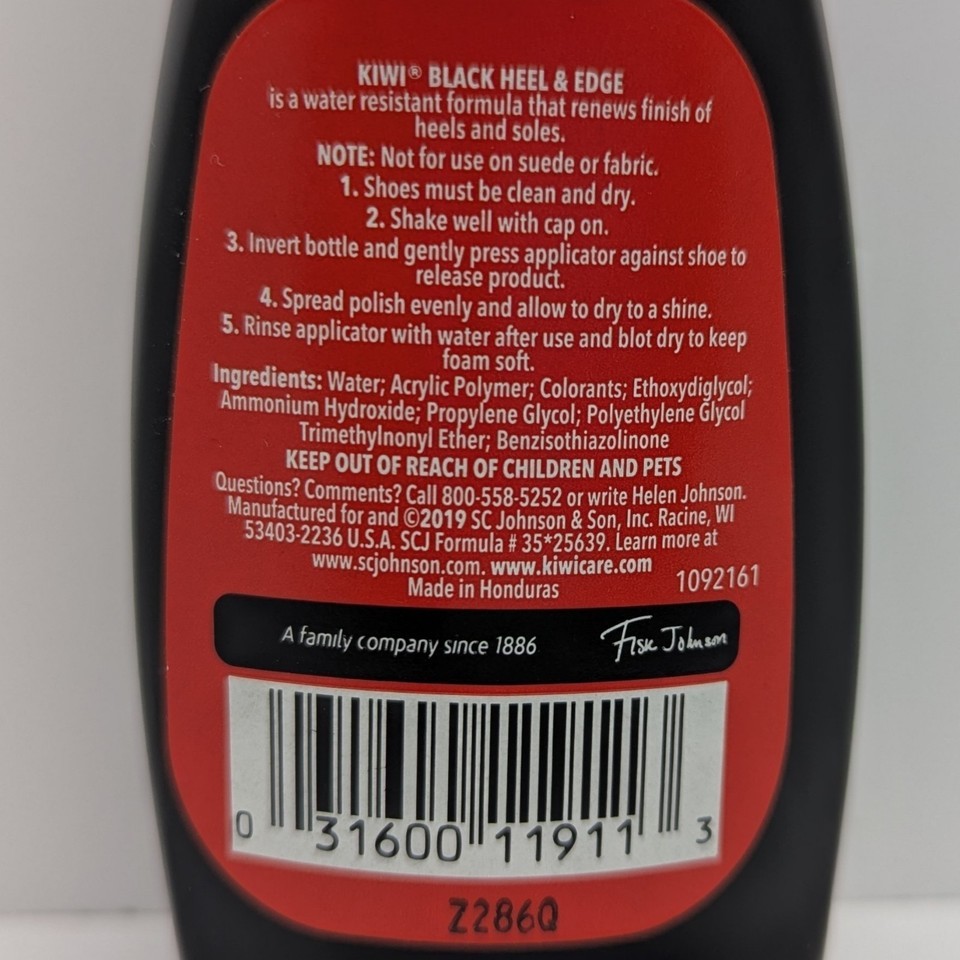 KIWI® BLACK HEEL & EDGE
is a water resistant formula that renews finish of
heels and soles.
NOTE: Not for use on suede or fabric.
1. Shoes must be clean and dry.
2. Shake well with cap on.
3. Invert bottle and gently press applicator against shoe to
release product.
4. Spread polish evenly and allow to dry to a shine.
5. Rinse applicator with water after use and blot dry to keep
foam soft.
Ingredients: Water; Acrylic Polymer; Colorants; Ethoxydiglycol;
Ammonium Hydroxide; Propylene Glycol; Polyethylene Glycol
Trimethylnonyl Ether; Benzisothiazolinone
KEEP OUT OF REACH OF CHILDREN AND PETS
Questions? Comments? Call 800-558-5252 or write Helen Johnson.
Manufactured for and ©2019 SC Johnson & Son, Inc. Racine, WI
53403-2236 U.S.A. SCJ Formula # 35*25639. Learn more at
www.scjohnson.com. www.kiwicare.com
Made in Honduras 1092161
A family company since 1886 Fisk Johnson
0 31600 11911 3
Z286Q